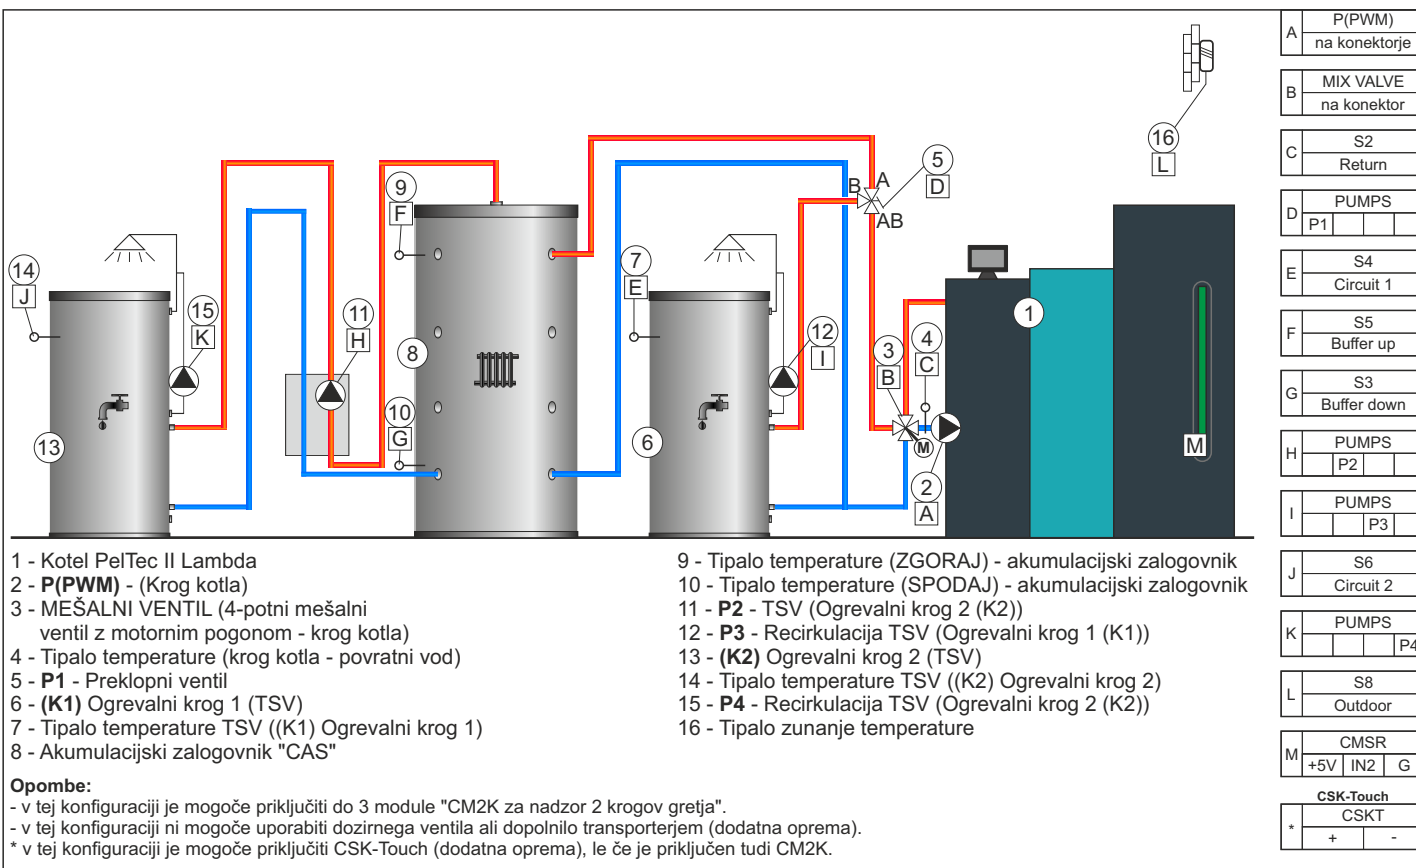 16
L
9
F
B
A
5
D
AB
14
J
15
K
11
H
8
10
G
13
7
E
12
I
6
3
B
4
C
M
2
A
1
M
1 - Kotel PelTec II Lambda
2 - P(PWM) - (Krog kotla)
3 - MEŠALNI VENTIL (4-potni mešalni
ventil z motornim pogonom - krog kotla)
4 - Tipalo temperature (krog kotla - povratni vod)
5 - P1 - Preklopni ventil
6 - (K1) Ogrevalni krog 1 (TSV)
7 - Tipalo temperature TSV ((K1) Ogrevalni krog 1)
8 - Akumulacijski zalogovnik "CAS"
9 - Tipalo temperature (ZGORAJ) - akumulacijski zalogovnik
10 - Tipalo temperature (SPODAJ) - akumulacijski zalogovnik
11 - P2 - TSV (Ogrevalni krog 2 (K2))
12 - P3 - Recirkulacija TSV (Ogrevalni krog 1 (K1))
13 - (K2) Ogrevalni krog 2 (TSV)
14 - Tipalo temperature TSV ((K2) Ogrevalni krog 2)
15 - P4 - Recirkulacija TSV (Ogrevalni krog 2 (K2))
16 - Tipalo zunanje temperature
Opombe:
- v tej konfiguraciji je mogoče priključiti do 3 module "CM2K za nadzor 2 krogov gretja".
- v tej konfiguraciji ni mogoče uporabiti dozirnega ventila ali dopolnilo transporterjem (dodatna oprema).
* v tej konfiguraciji je mogoče priključiti CSK-Touch (dodatna oprema), le če je priključen tudi CM2K.
A
P(PWM)
na konektorje
B
MIX VALVE
na konektor
C
S2
Return
D
PUMPS
P1
E
S4
Circuit 1
F
S5
Buffer up
G
S3
Buffer down
H
PUMPS
P2
I
PUMPS
P3
J
S6
Circuit 2
K
PUMPS
P4
L
S8
Outdoor
M
CMSR
+5V IN2 G
CSK-Touch
*
CSKT
+ -